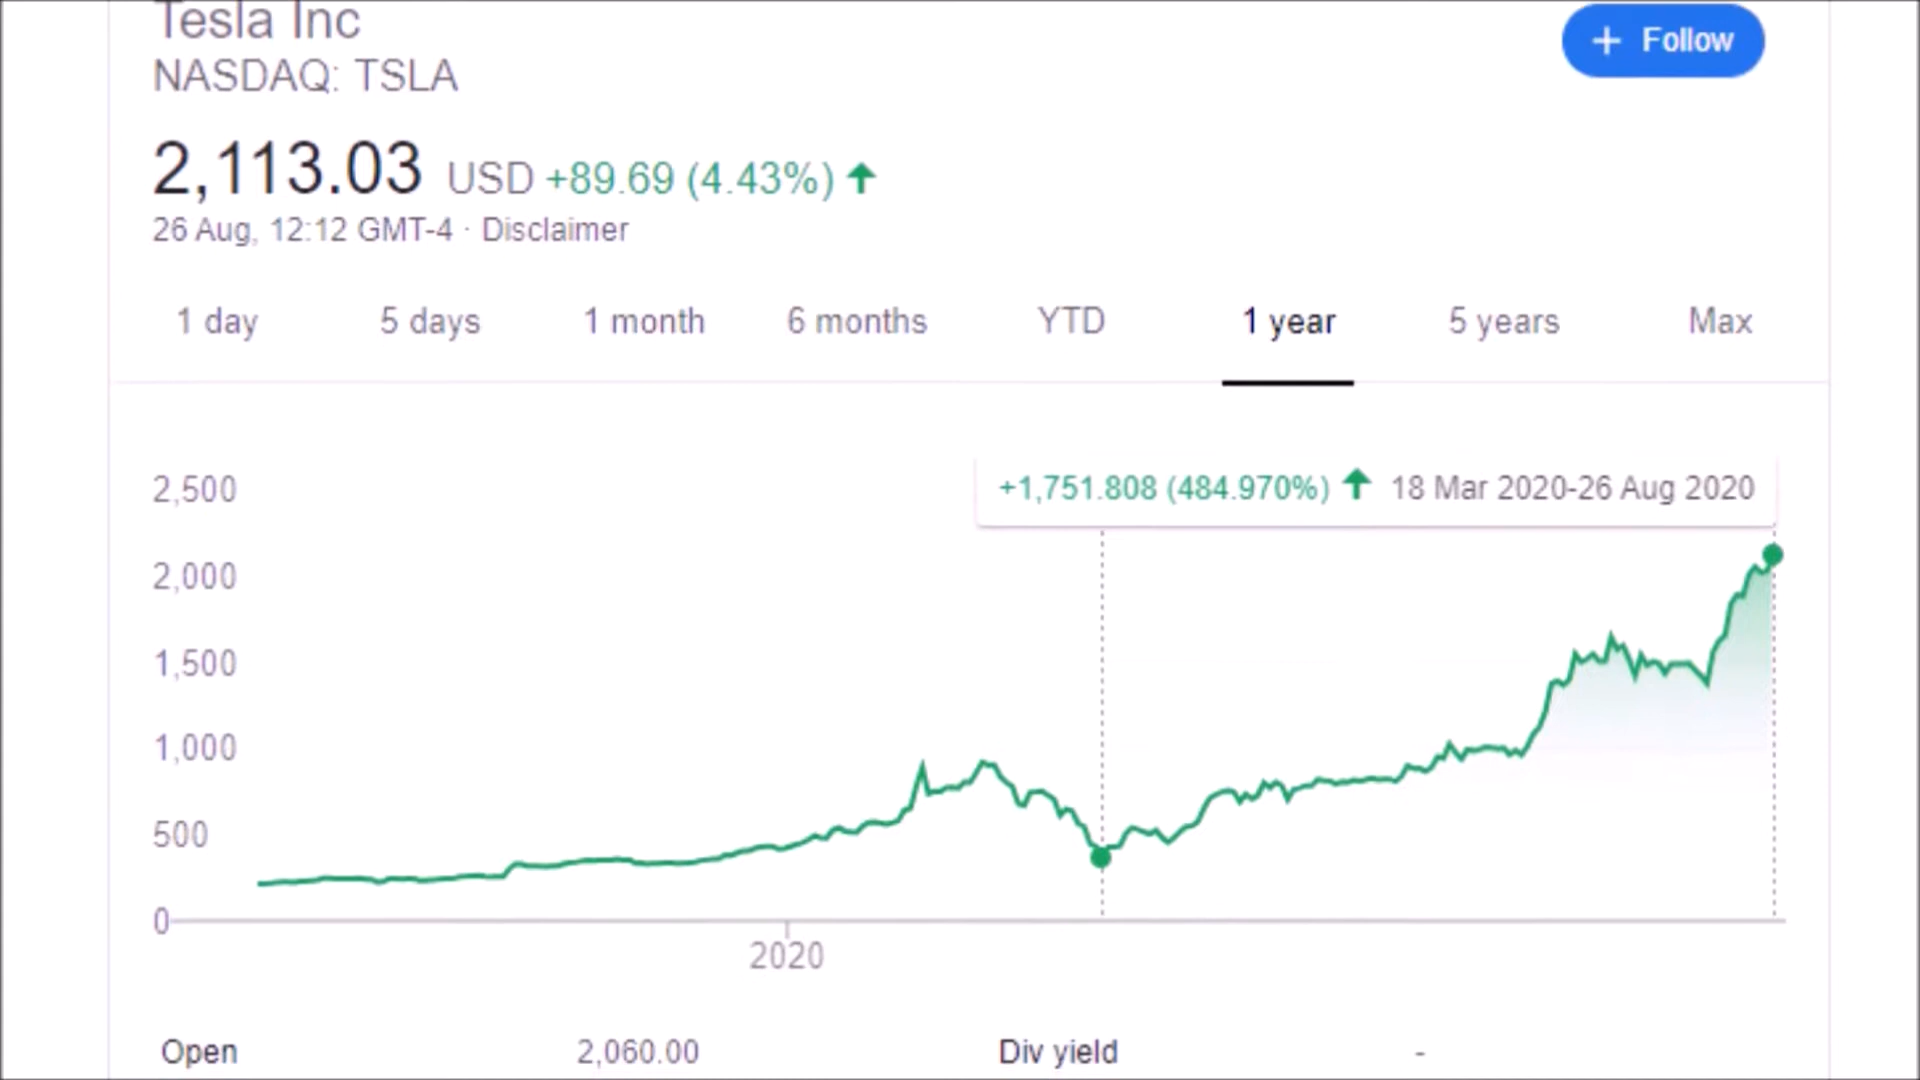 Tesla Inc
+ Follow
NASDAQ: TSLA
2,113.03 USD +89.69 (4.43%)
26 Aug, 12:12 GMT-4 · Disclaimer
1 day 5 days 1 month 6 months YTD 1 year 5 years Max
+1,751.808 (484.970%) 18 Mar 2020-26 Aug 2020
2,500
2,000
1,500
1,000
500
0
2020
Open 2,060.00 Div yield -